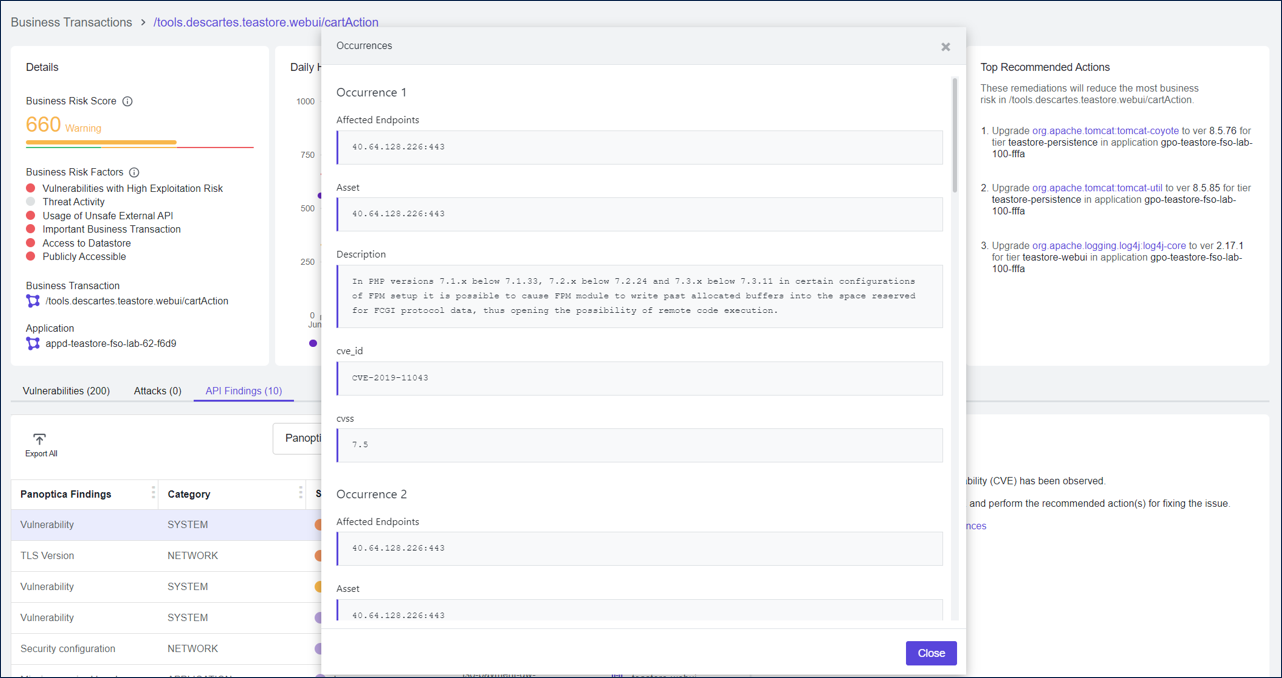 Business Transactions > /tools.descartes.teastore.webui/cartAction
Details
Business Risk Score
660 Warning
Business Risk Factors
Vulnerabilities with High Exploitation Risk
Threat Activity
Usage of Unsafe External API
Important Business Transaction
Access to Datastore
Publicly Accessible
Business Transaction
/tools.descartes.teastore.webui/cartAction
Application
appd-teastore-fso-lab-62-f6d9
Daily
1000
750
500
250
0
Jun
Occurrences
Occurrence 1
Affected Endpoints
40.64.128.226:443
Asset
40.64.128.226:443
Description
In PHP versions 7.1.x below 7.1.33, 7.2.x below 7.2.24 and 7.3.x below 7.3.11 in certain configurations
of FPM setup it is possible to cause FPM module to write past allocated buffers into the space reserved
for FCGI protocol data, thus opening the possibility of remote code execution.
cve_id
CVE-2019-11043
cvss
7.5
Occurrence 2
Affected Endpoints
40.64.128.226:443
Asset
40.64.128.226:443
Close
Top Recommended Actions
These remediations will reduce the most business
risk in /tools.descartes.teastore.webui/cartAction.
1. Upgrade org.apache.tomcat:tomcat-coyote to ver 8.5.76 for
tier teastore-persistence in application gpo-teastore-fso-lab-
100-fffa
2. Upgrade org.apache.tomcat:tomcat-util to ver 8.5.85 for tier
teastore-persistence in application gpo-teastore-fso-lab-
100-fffa
3. Upgrade org.apache.logging.log4j:log4j-core to ver 2.17.1
for tier teastore-webui in application gpo-teastore-fso-lab-
100-fffa
Vulnerabilities (200) Attacks (0) API Findings (10)
Export All
Panopti
Panoptica Findings Category S
Vulnerability SYSTEM
TLS Version NETWORK
Vulnerability SYSTEM
Vulnerability SYSTEM
Security configuration NETWORK
bility (CVE) has been observed.
and perform the recommended action(s) for fixing the issue.
nces